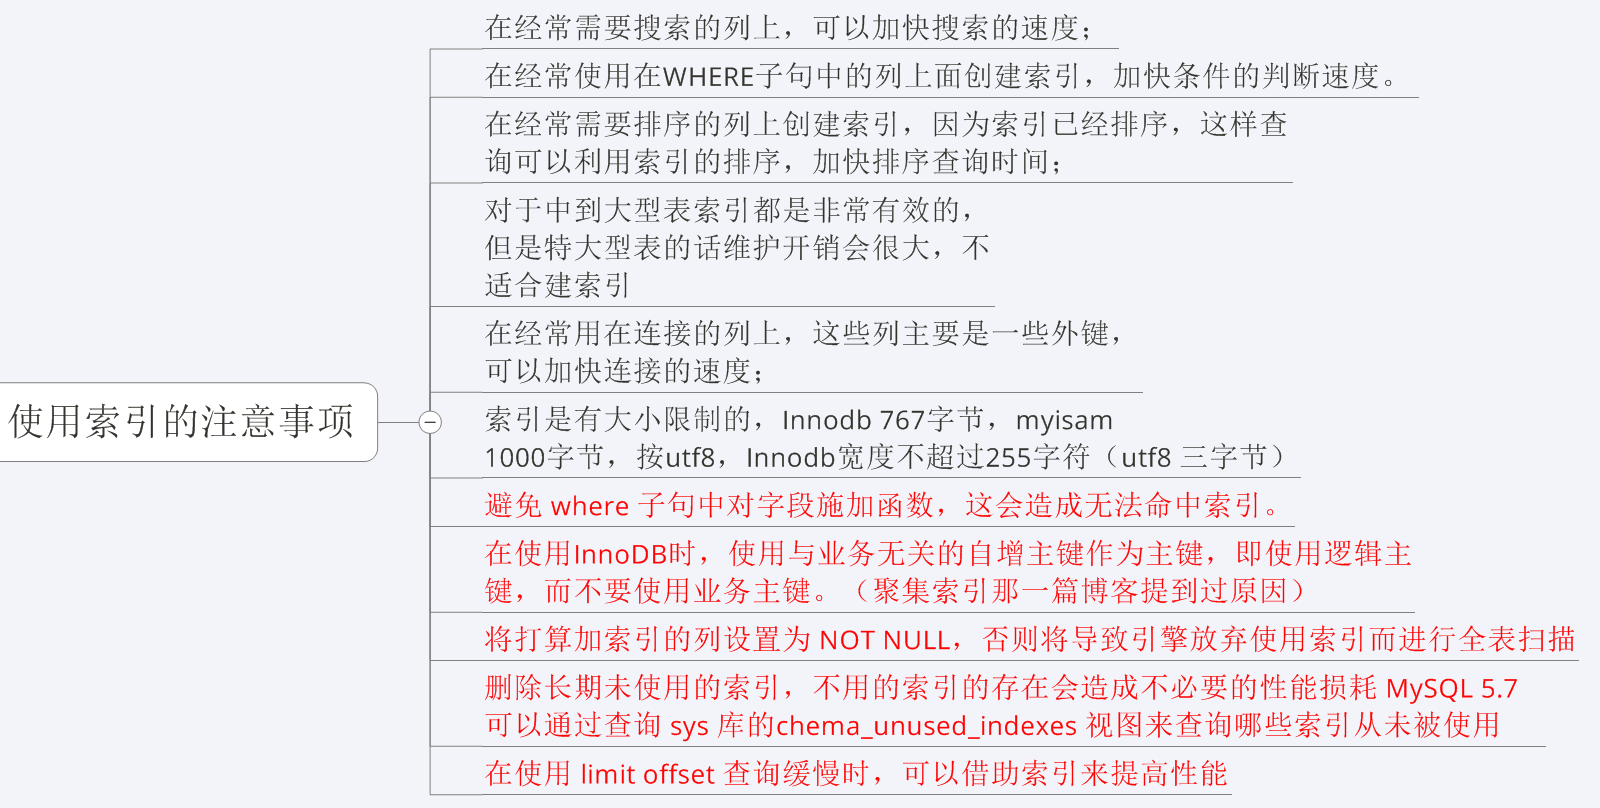 在经常需要搜索的列上，可以加快搜索的速度；
在经常使用在WHERE子句中的列上面创建索引，加快条件的判断速度。
在经常需要排序的列上创建索引，因为索引已经排序，这样查
询可以利用索引的排序，加快排序查询时间；
对于中到大型表索引都是非常有效的，
但是特大型表的话维护开销会很大，不
适合建索引
在经常用在连接的列上，这些列主要是一些外键，
可以加快连接的速度；
使用索引的注意事项
索引是有大小限制的，Innodb 767字节，myisam
1000字节，按utf8，Innodb宽度不超过255字符（utf8 三字节）
避免 where 子句中对字段施加函数，这会造成无法命中索引。
在使用InnoDB时，使用与业务无关的自增主键作为主键，即使用逻辑主
键，而不要使用业务主键。（聚集索引那一篇博客提到过原因）
将打算加索引的列设置为 NOT NULL，否则将导致引擎放弃使用索引而进行全表扫描
删除长期未使用的索引，不用的索引的存在会造成不必要的性能损耗 MySQL 5.7
可以通过查询 sys 库的chema_unused_indexes 视图来查询哪些索引从未被使用
在使用 limit offset 查询缓慢时，可以借助索引来提高性能